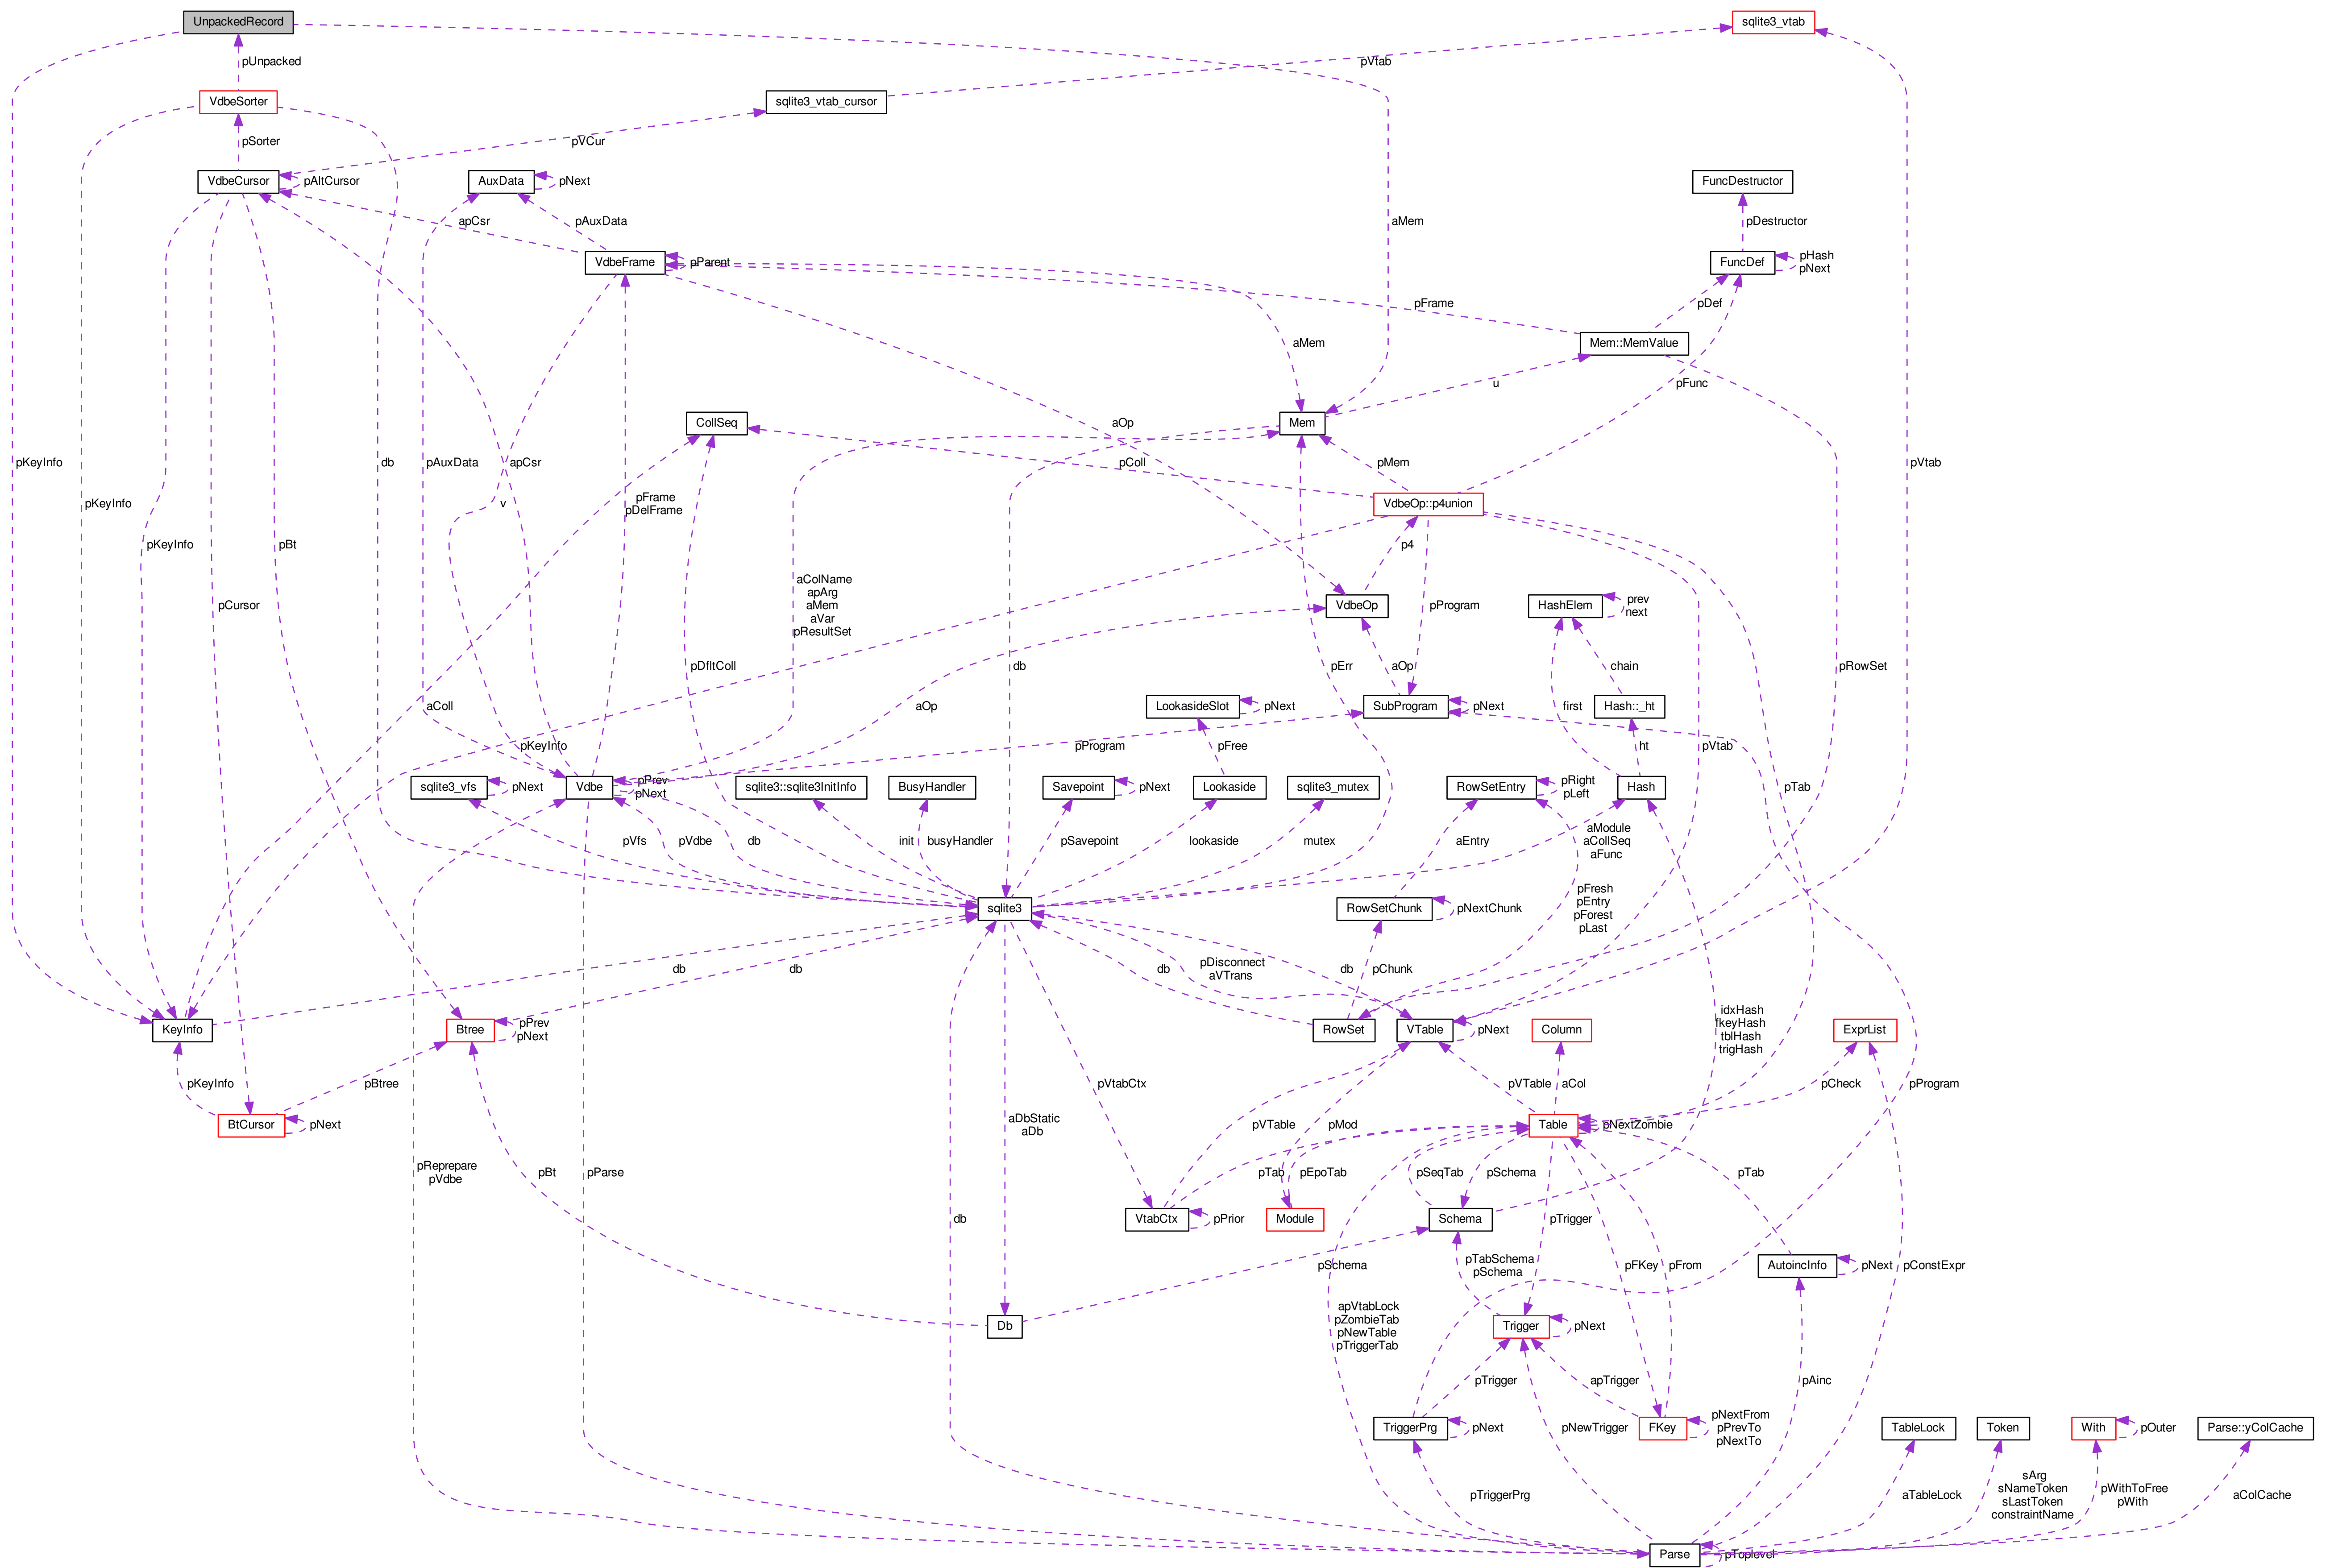 UnpackedRecord
sqlite3_vtab
pUnpacked
pVtab
VdbeSorter
sqlite3_vtab_cursor
pSorter
pVCur
VdbeCursor
pAltCursor
AuxData
pNext
FuncDestructor
apCsr
pAuxData
aMem
pDestructor
VdbeFrame
pParent
FuncDef
pHash
pNext
pFrame
pDef
aMem
Mem::MemValue
u
pFunc
CollSeq
aOp
Mem
pKeyInfo
db
pAuxData
apCsr
pColl
pMem
pVtab
pKeyInfo
v
pFrame
pDelFrame
VdbeOp::p4union
pKeyInfo
pBt
p4
aColName
apArg
aMem
aVar
pResultSet
pCursor
VdbeOp
pProgram
HashElem
prev
next
pDfltColl
db
pErr
aOp
chain
pRowSet
aColl
aOp
LookasideSlot
pNext
SubProgram
pNext
first
Hash::_ht
pKeyInfo
pProgram
pFree
ht
pVtab
sqlite3_vfs
pNext
Vdbe
pPrev
pNext
sqlite3::sqlite3InitInfo
BusyHandler
Savepoint
pNext
Lookaside
sqlite3_mutex
RowSetEntry
pRight
pLeft
Hash
pTab
pVfs
pVdbe
db
init
busyHandler
pSavepoint
lookaside
mutex
aEntry
aModule
aCollSeq
aFunc
sqlite3
RowSetChunk
pNextChunk
pFresh
pEntry
pForest
pLast
db
db
pDisconnect
aVTrans
db
db
pChunk
KeyInfo
Btree
pPrev
pNext
RowSet
VTable
pNext
Column
idxHash
fkeyHash
tblHash
trigHash
ExprList
pKeyInfo
pBtree
pVtabCtx
pVTable
aCol
pCheck
pProgram
BtCursor
pNext
aDbStatic
aDb
pVTable
pMod
Table
pNextZombie
pReprepare
pVdbe
pBt
pParse
pTab
pEpoTab
pSeqTab
pSchema
pTab
db
VtabCtx
pPrior
Module
Schema
pTrigger
pSchema
pTabSchema
pSchema
pFKey
pFrom
AutoincInfo
pNext
pConstExpr
Db
apVtabLock
pZombieTab
pNewTable
pTriggerTab
Trigger
pNext
pTrigger
apTrigger
pAinc
TriggerPrg
pNext
pNewTrigger
FKey
pNextFrom
pPrevTo
pNextTo
TableLock
Token
With
pOuter
Parse::yColCache
pTriggerPrg
aTableLock
sArg
sNameToken
sLastToken
constraintName
pWithToFree
pWith
aColCache
Parse
pToplevel